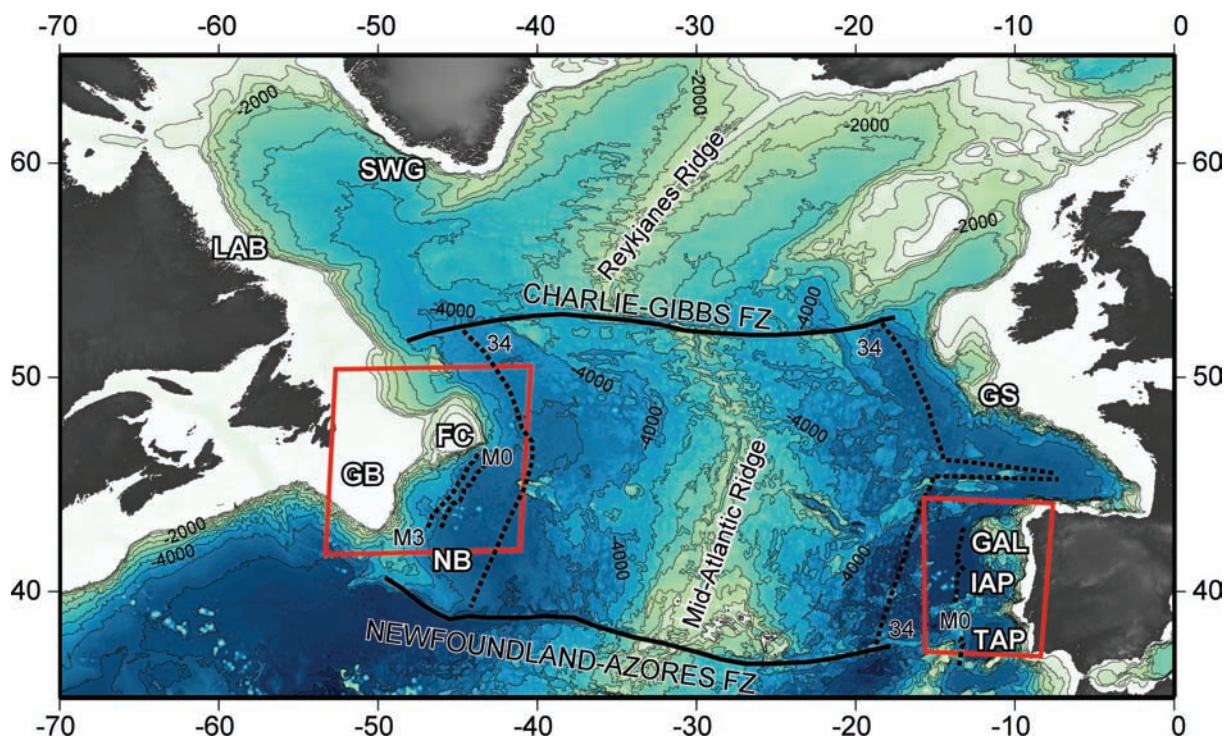 -70 -60 -50 -40 -30 -20 -10 0
-2000
-2000
60 SWG 60
-2000
Reykjanes Ridge
LAB
-4000 CHARLIE-GIBBS FZ -4000
34 34
50 50
-4000
GS
-4000 -4000
FC
M0
GB
Mid-Atlantic Ridge
-2000 M3
-4000 NB
-4000 -4000
GAL
IAP
40 40
M0
34 TAP
NEWFOUNDLAND-AZORES FZ
-70 -60 -50 -40 -30 -20 -10 0